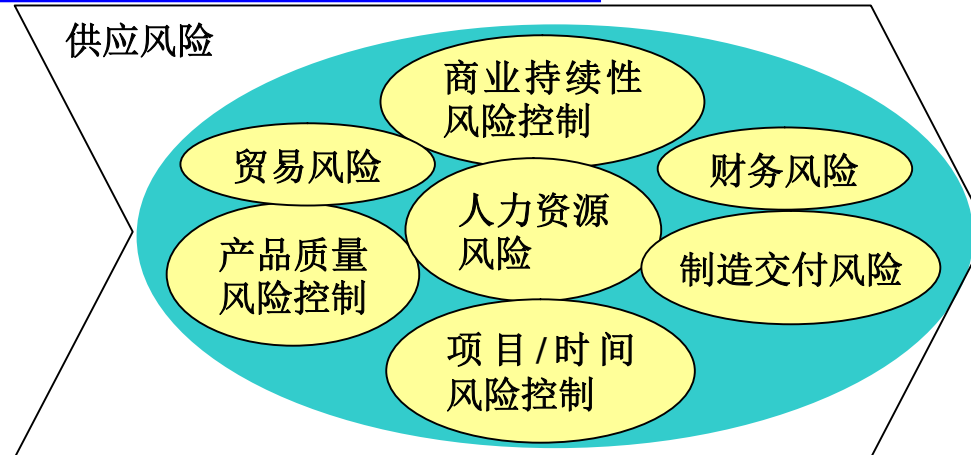 供应风险
商业持续性
风险控制
贸易风险
财务风险
人力资源
风险
产品质量
风险控制
制造交付风险
项目/时间
风险控制